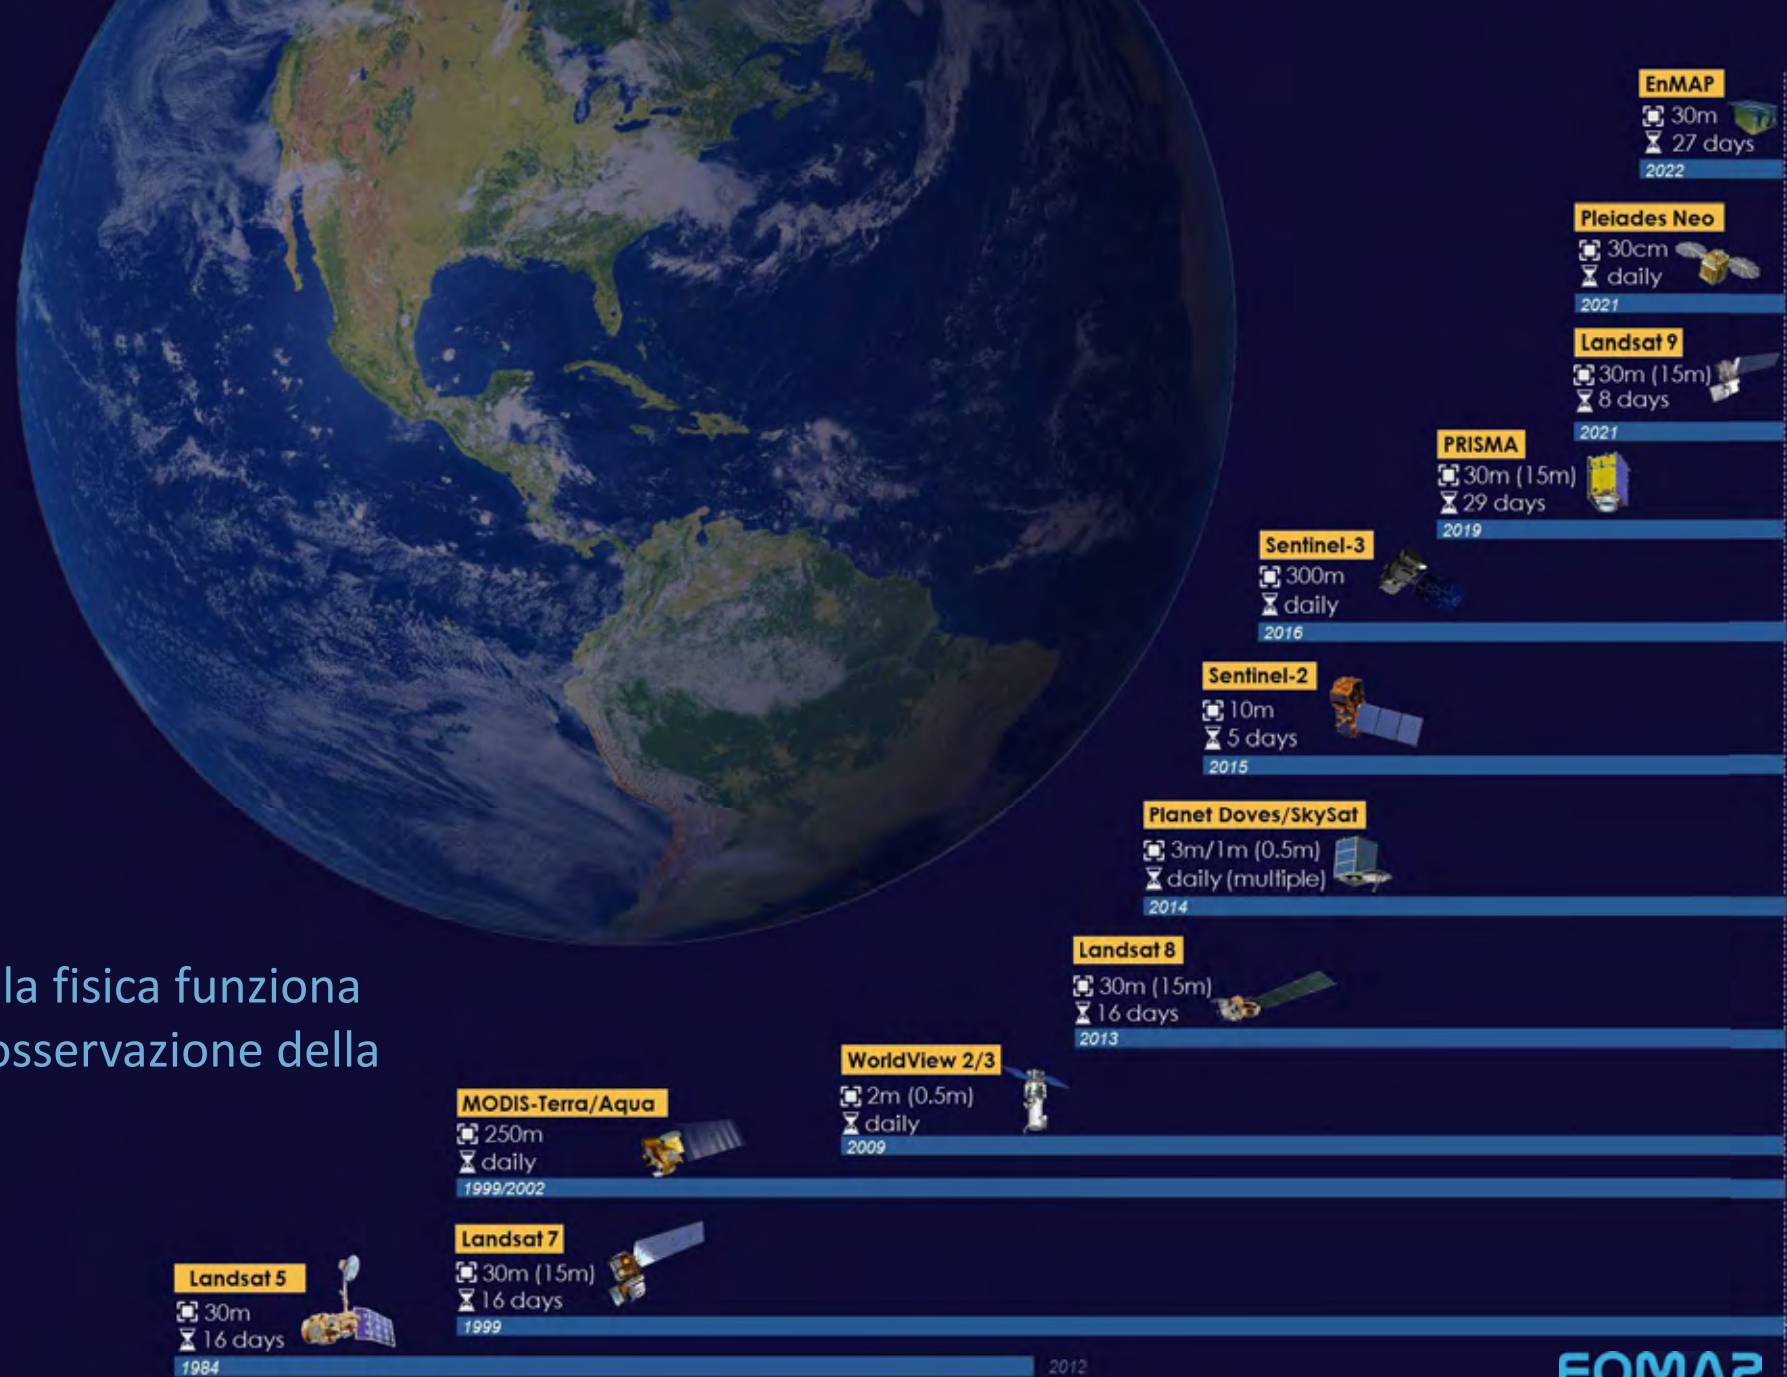 EnMAP
30m
27 days
2022
Pleiades Neo
30cm
daily
2021
Landsat 9
30m (15m)
8 days
2021
PRISMA
30m (15m)
29 days
2019
Sentinel-3
300m
daily
2016
Sentinel-2
10m
5 days
2015
Planet Doves/SkySat
3m/1m (0.5m)
daily (multiple)
2014
Landsat 8
30m (15m)
16 days
2013
la fisica funziona
osservazione della
WorldView 2/3
2m (0.5m)
daily
2009
MODIS-Terra/Aqua
250m
daily
1999/2002
Landsat 7
30m (15m)
16 days
1999
Landsat 5
30m
16 days
1984
2012
EOMAP